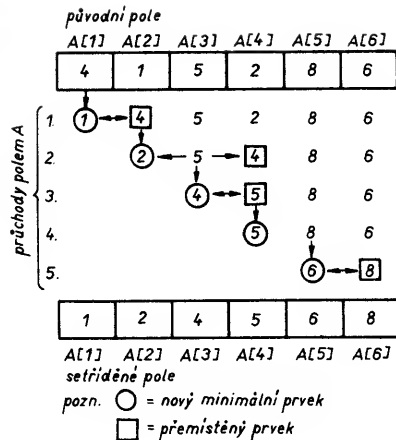 původní pole
A[1] A[2] A[3] A[4] A[5] A[6]
4 1 5 2 8 6
průchody polem A
1. 1 4 5 2 8 6
2. 2 5 4 8 6
3. 4 5 8 6
4. 5 8 6
5. 6 8
1 2 4 5 6 8
A[1] A[2] A[3] A[4] A[5] A[6]
setříděné pole
pozn. = nový minimální prvek
= přemístěný prvek